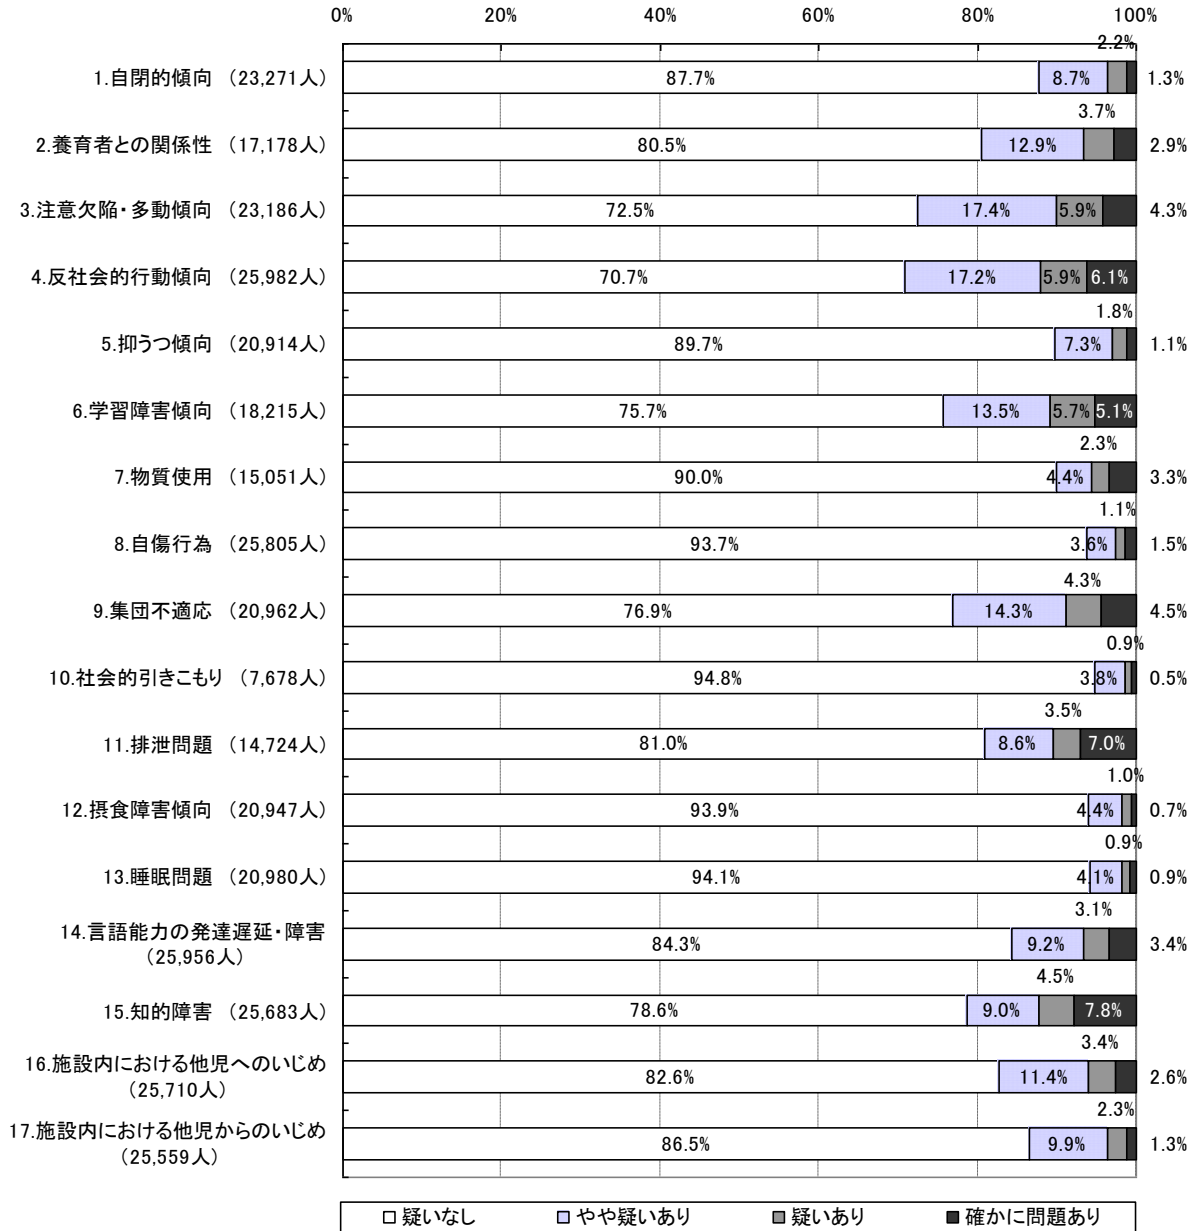 0% 20% 40% 60% 80% 100%
2.2%
1.自閉的傾向 (23,271人) 87.7% 8.7% 1.3%
3.7%
2.養育者との関係性 (17,178人) 80.5% 12.9% 2.9%
3.注意欠陥・多動傾向 (23,186人) 72.5% 17.4% 5.9% 4.3%
4.反社会的行動傾向 (25,982人) 70.7% 17.2% 5.9% 6.1%
1.8%
5.抑うつ傾向 (20,914人) 89.7% 7.3% 1.1%
6.学習障害傾向 (18,215人) 75.7% 13.5% 5.7% 5.1%
2.3%
7.物質使用 (15,051人) 90.0% 4.4% 3.3%
1.1%
8.自傷行為 (25,805人) 93.7% 3.6% 1.5%
4.3%
9.集団不適応 (20,962人) 76.9% 14.3% 4.5%
0.9%
10.社会的引きこもり (7,678人) 94.8% 3.8% 0.5%
3.5%
11.排泄問題 (14,724人) 81.0% 8.6% 7.0%
1.0%
12.摂食障害傾向 (20,947人) 93.9% 4.4% 0.7%
0.9%
13.睡眠問題 (20,980人) 94.1% 4.1% 0.9%
3.1%
14.言語能力の発達遅延・障害
(25,956人) 84.3% 9.2% 3.4%
4.5%
15.知的障害 (25,683人) 78.6% 9.0% 7.8%
3.4%
16.施設内における他児へのいじめ
(25,710人) 82.6% 11.4% 2.6%
2.3%
17.施設内における他児からのいじめ
(25,559人) 86.5% 9.9% 1.3%
疑いなし やや疑いあり 疑いあり 確かに問題あり